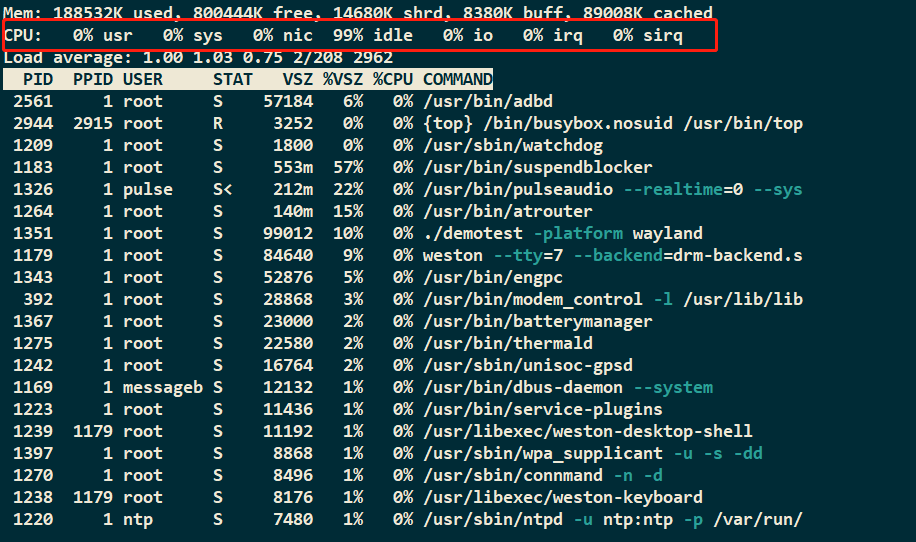 Mem: 188532K used, 800444K free, 14680K shrd, 8380K buff, 89008K cached
CPU:   0% usr   0% sys   0% nic  99% idle   0% io   0% irq   0% sirq
Load average: 1.00 1.03 0.75 2/208 2962
  PID  PPID USER     STAT   VSZ %VSZ %CPU COMMAND
 2561     1 root     S    57184   6%   0% /usr/bin/adbd
 2944  2915 root     R     3252   0%   0% {top} /bin/busybox.nosuid /usr/bin/top
 1209     1 root     S     1800   0%   0% /usr/sbin/watchdog
 1183     1 root     S     553m  57%   0% /usr/bin/suspendblocker
 1326     1 pulse    S<    212m  22%   0% /usr/bin/pulseaudio --realtime=0 --sys
 1264     1 root     S     140m  15%   0% /usr/bin/atrouter
 1351     1 root     S    99012  10%   0% ./demotest -platform wayland
 1179     1 root     S    84640   9%   0% weston --tty=7 --backend=drm-backend.s
 1343     1 root     S    52876   5%   0% /usr/bin/engpc
  392     1 root     S    28868   3%   0% /usr/bin/modem_control -l /usr/lib/lib
 1367     1 root     S    23000   2%   0% /usr/bin/batterymanager
 1275     1 root     S    22580   2%   0% /usr/bin/thermald
 1242     1 root     S    16764   2%   0% /usr/sbin/unisoc-gpsd
 1169     1 messageb S    12132   1%   0% /usr/bin/dbus-daemon --system
 1223     1 root     S    11436   1%   0% /usr/bin/service-plugins
 1239  1179 root     S    11192   1%   0% /usr/libexec/weston-desktop-shell
 1397     1 root     S     8868   1%   0% /usr/sbin/wpa_supplicant -u -s -dd
 1270     1 root     S     8496   1%   0% /usr/sbin/connmand -n -d
 1238  1179 root     S     8176   1%   0% /usr/libexec/weston-keyboard
 1220     1 ntp      S     7480   1%   0% /usr/sbin/ntpd -u ntp:ntp -p /var/run/